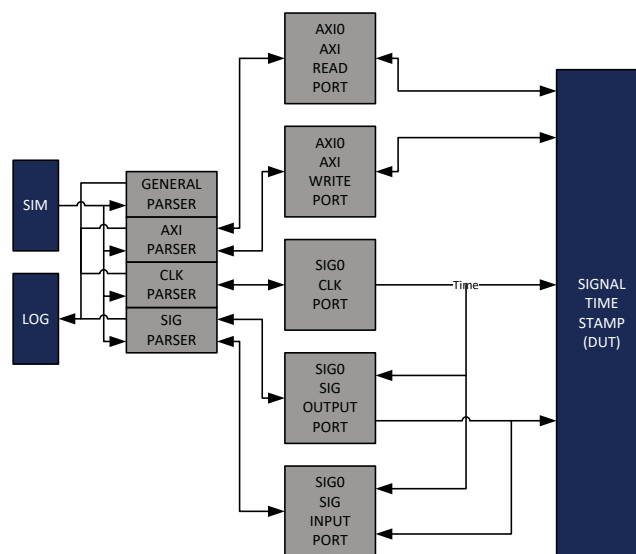 SIM
LOG
GENERAL
PARSER
AXI
PARSER
CLK
PARSER
SIG
PARSER
AXI0
AXI
READ
PORT
AXI0
AXI
WRITE
PORT
SIG0
CLK
PORT
SIG0
SIG
OUTPUT
PORT
SIG0
SIG
INPUT
PORT
Time
SIGNAL
TIME
STAMP
(DUT)